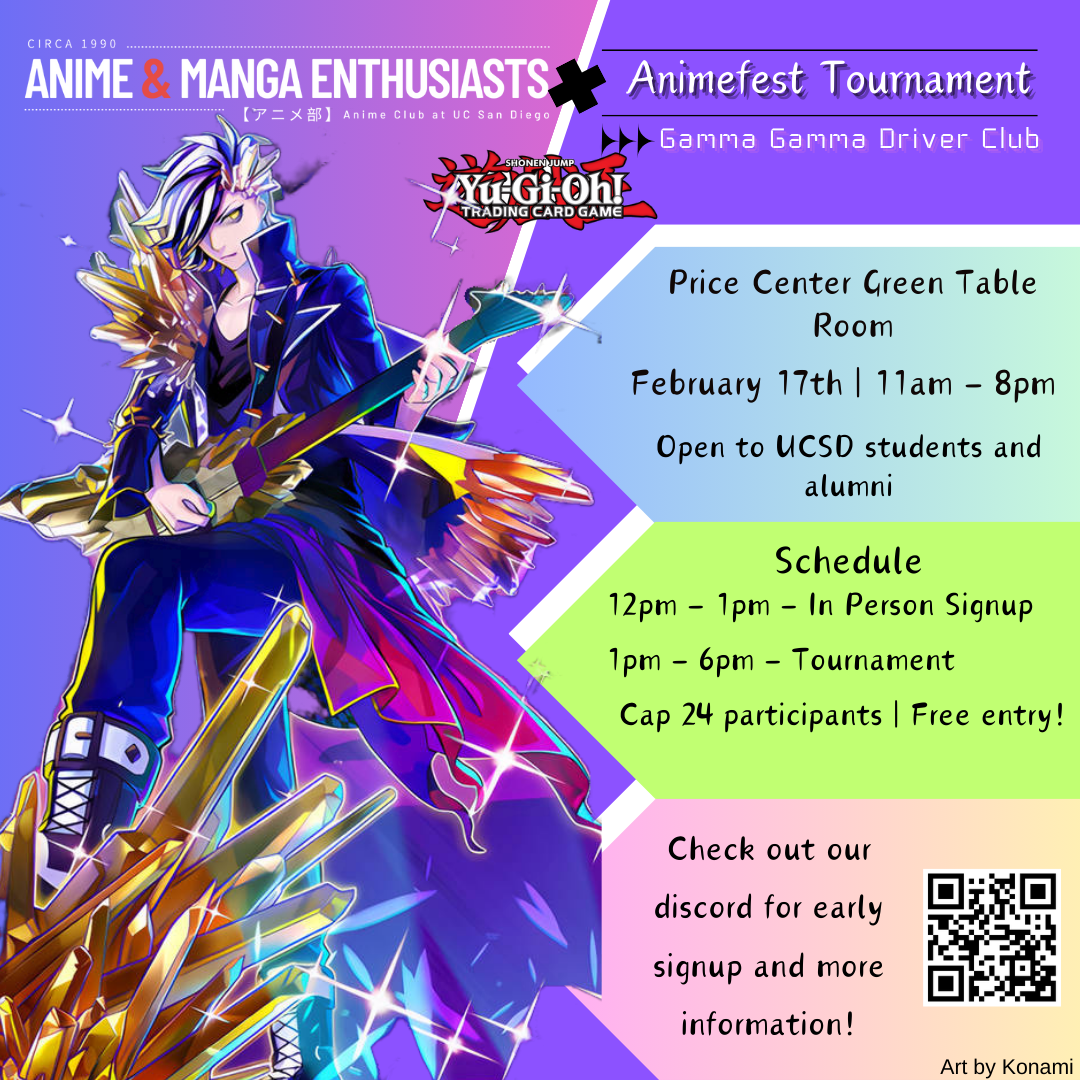 CIRCA 1990
ANIME & MANGA ENTHUSIASTS
【アニメ部】Anime Club at UC San Diego
Animefest Tournament
Gamma Gamma Driver Club
SHONEN JUMP
Yu-Gi-Oh!
TRADING CARD GAME
Price Center Green Table
Room
February 17th | 11am – 8pm
Open to UCSD students and
alumni
Schedule
12pm – 1pm – In Person Signup
1pm – 6pm – Tournament
Cap 24 participants | Free entry!
Check out our
discord for early
signup and more
information!
Art by Konami